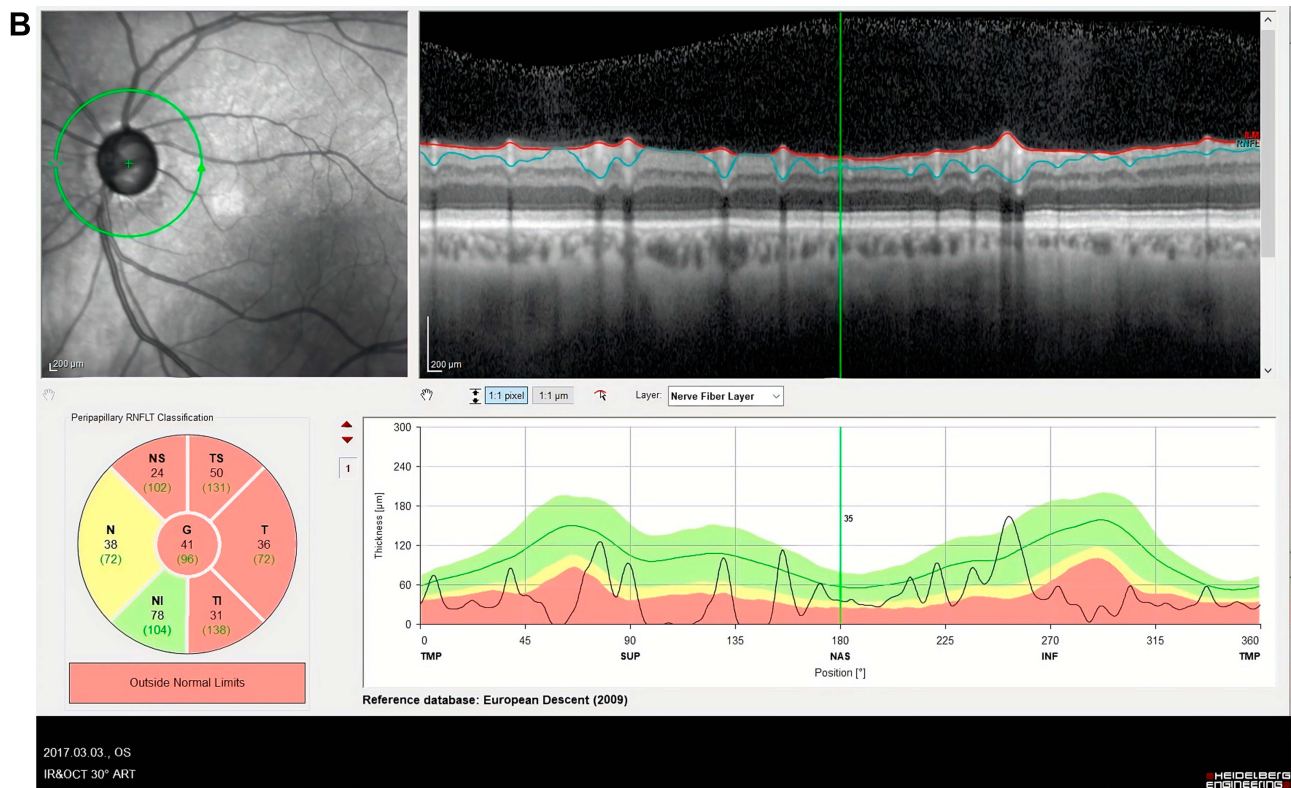 B
200 µm
ILM
RNFL
200 µm
1:1 pixel
1:1 µm
Layer: Nerve Fiber Layer
Peripapillary RNFLT Classification
NS
24
(102)
TS
50
(131)
N
38
(72)
G
41
(96)
T
36
(72)
NI
78
(104)
TI
31
(138)
Outside Normal Limits
1
Thickness [µm]
300
240
180
120
60
0
35
0 45 90 135 180 225 270 315 360
TMP SUP NAS INF TMP
Position [°]
Reference database: European Descent (2009)
2017.03.03., OS
IR&OCT 30° ART
HEIDELBERG
ENGINEERING